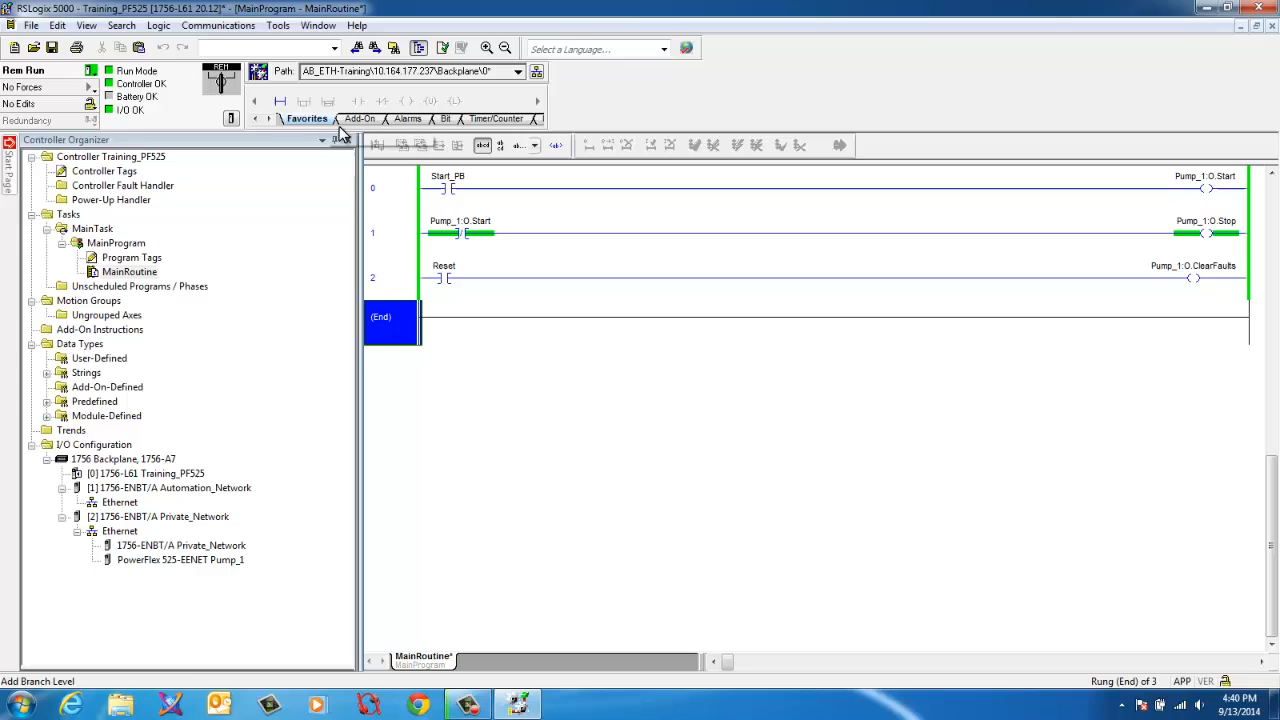 RSLogix 5000 - Training_PF525 [1756-L61 20.12]* - [MainProgram - MainRoutine*]
File Edit View Search Logic Communications Tools Window Help
Select a Language...
Rem Run
No Forces
No Edits
Redundancy
Run Mode
Controller OK
Battery OK
I/O OK
REM
Path: AB_ETH-Training\10.164.177.237\Backplane\0*
Favorites Add-On Alarms Bit Timer/Counter
Start Page
Controller Organizer
Controller Training_PF525
Controller Tags
Controller Fault Handler
Power-Up Handler
Tasks
MainTask
MainProgram
Program Tags
MainRoutine
Unscheduled Programs / Phases
Motion Groups
Ungrouped Axes
Add-On Instructions
Data Types
User-Defined
Strings
Add-On-Defined
Predefined
Module-Defined
Trends
I/O Configuration
1756 Backplane, 1756-A7
[0] 1756-L61 Training_PF525
[1] 1756-ENBT/A Automation_Network
Ethernet
[2] 1756-ENBT/A Private_Network
Ethernet
1756-ENBT/A Private_Network
PowerFlex 525-EENET Pump_1
Start_PB Pump_1:O.Start
0
Pump_1:O.Start Pump_1:O.Stop
1
Reset Pump_1:O.ClearFaults
2
(End)
MainRoutine*
MainProgram
Add Branch Level
Rung (End) of 3 APP VER
4:40 PM
9/13/2014